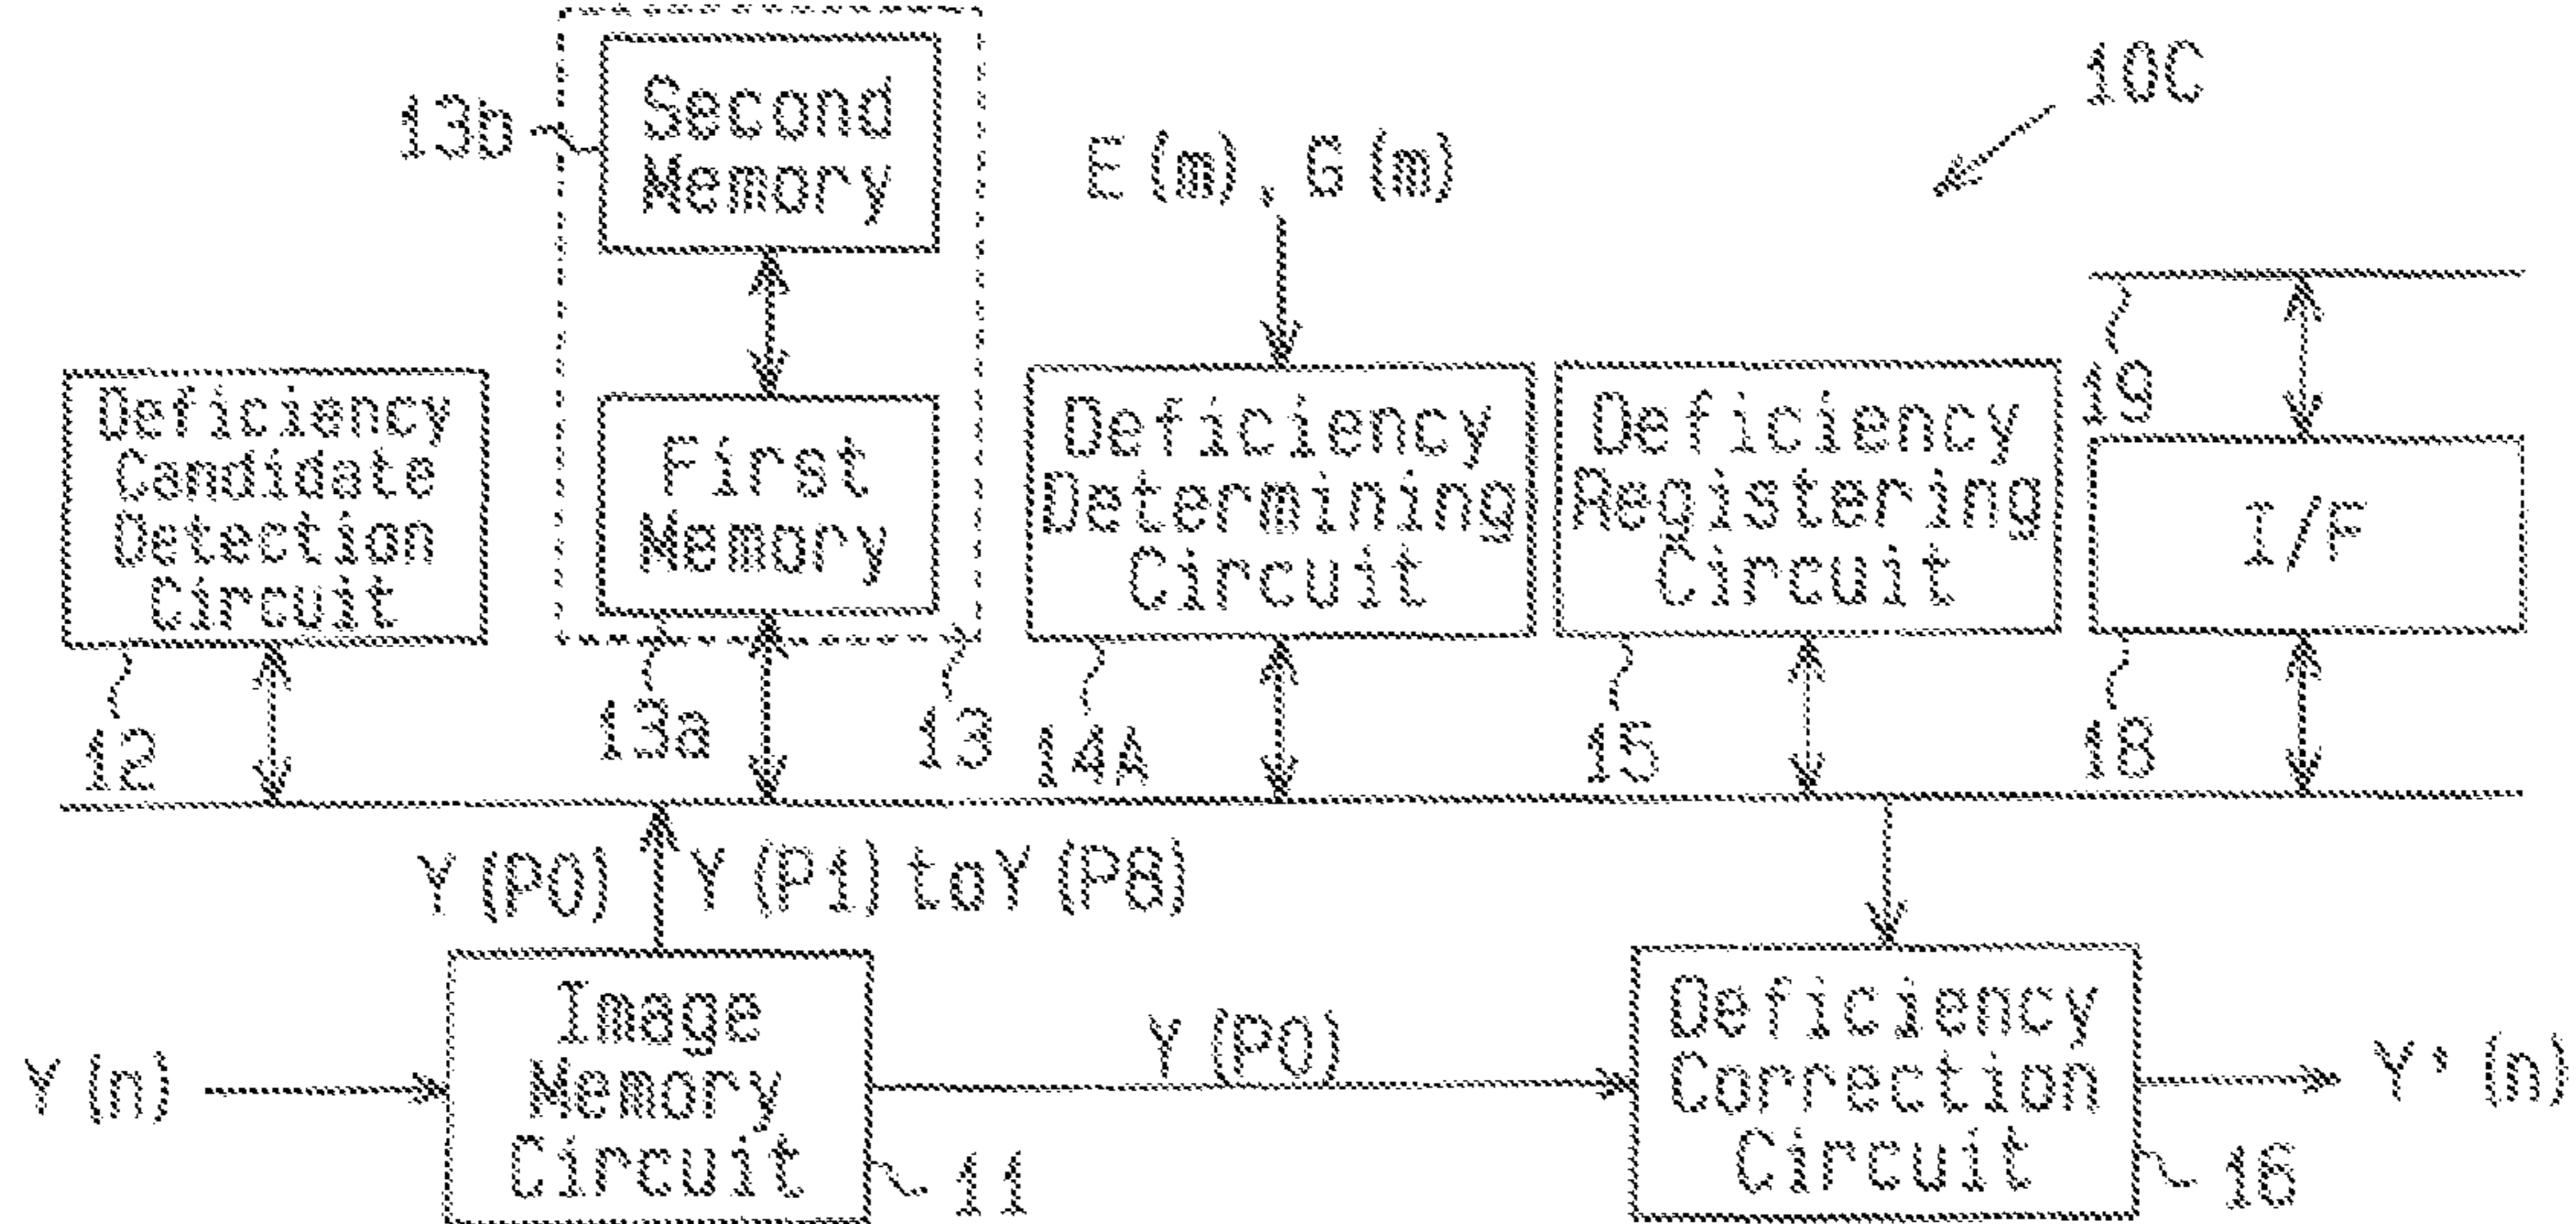 10C
13b
Second
Memory
E(m), G(m)
Deficiency
Candidate
Detection
Circuit
First
Memory
Deficiency
Determining
Circuit
Deficiency
Registering
Circuit
19
I/F
12
13a
13
14A
15
18
Y(P0)
Y(P1)toY(P8)
Y(n)
Image
Memory
Circuit
11
Y(P0)
Deficiency
Correction
Circuit
16
Y'(n)